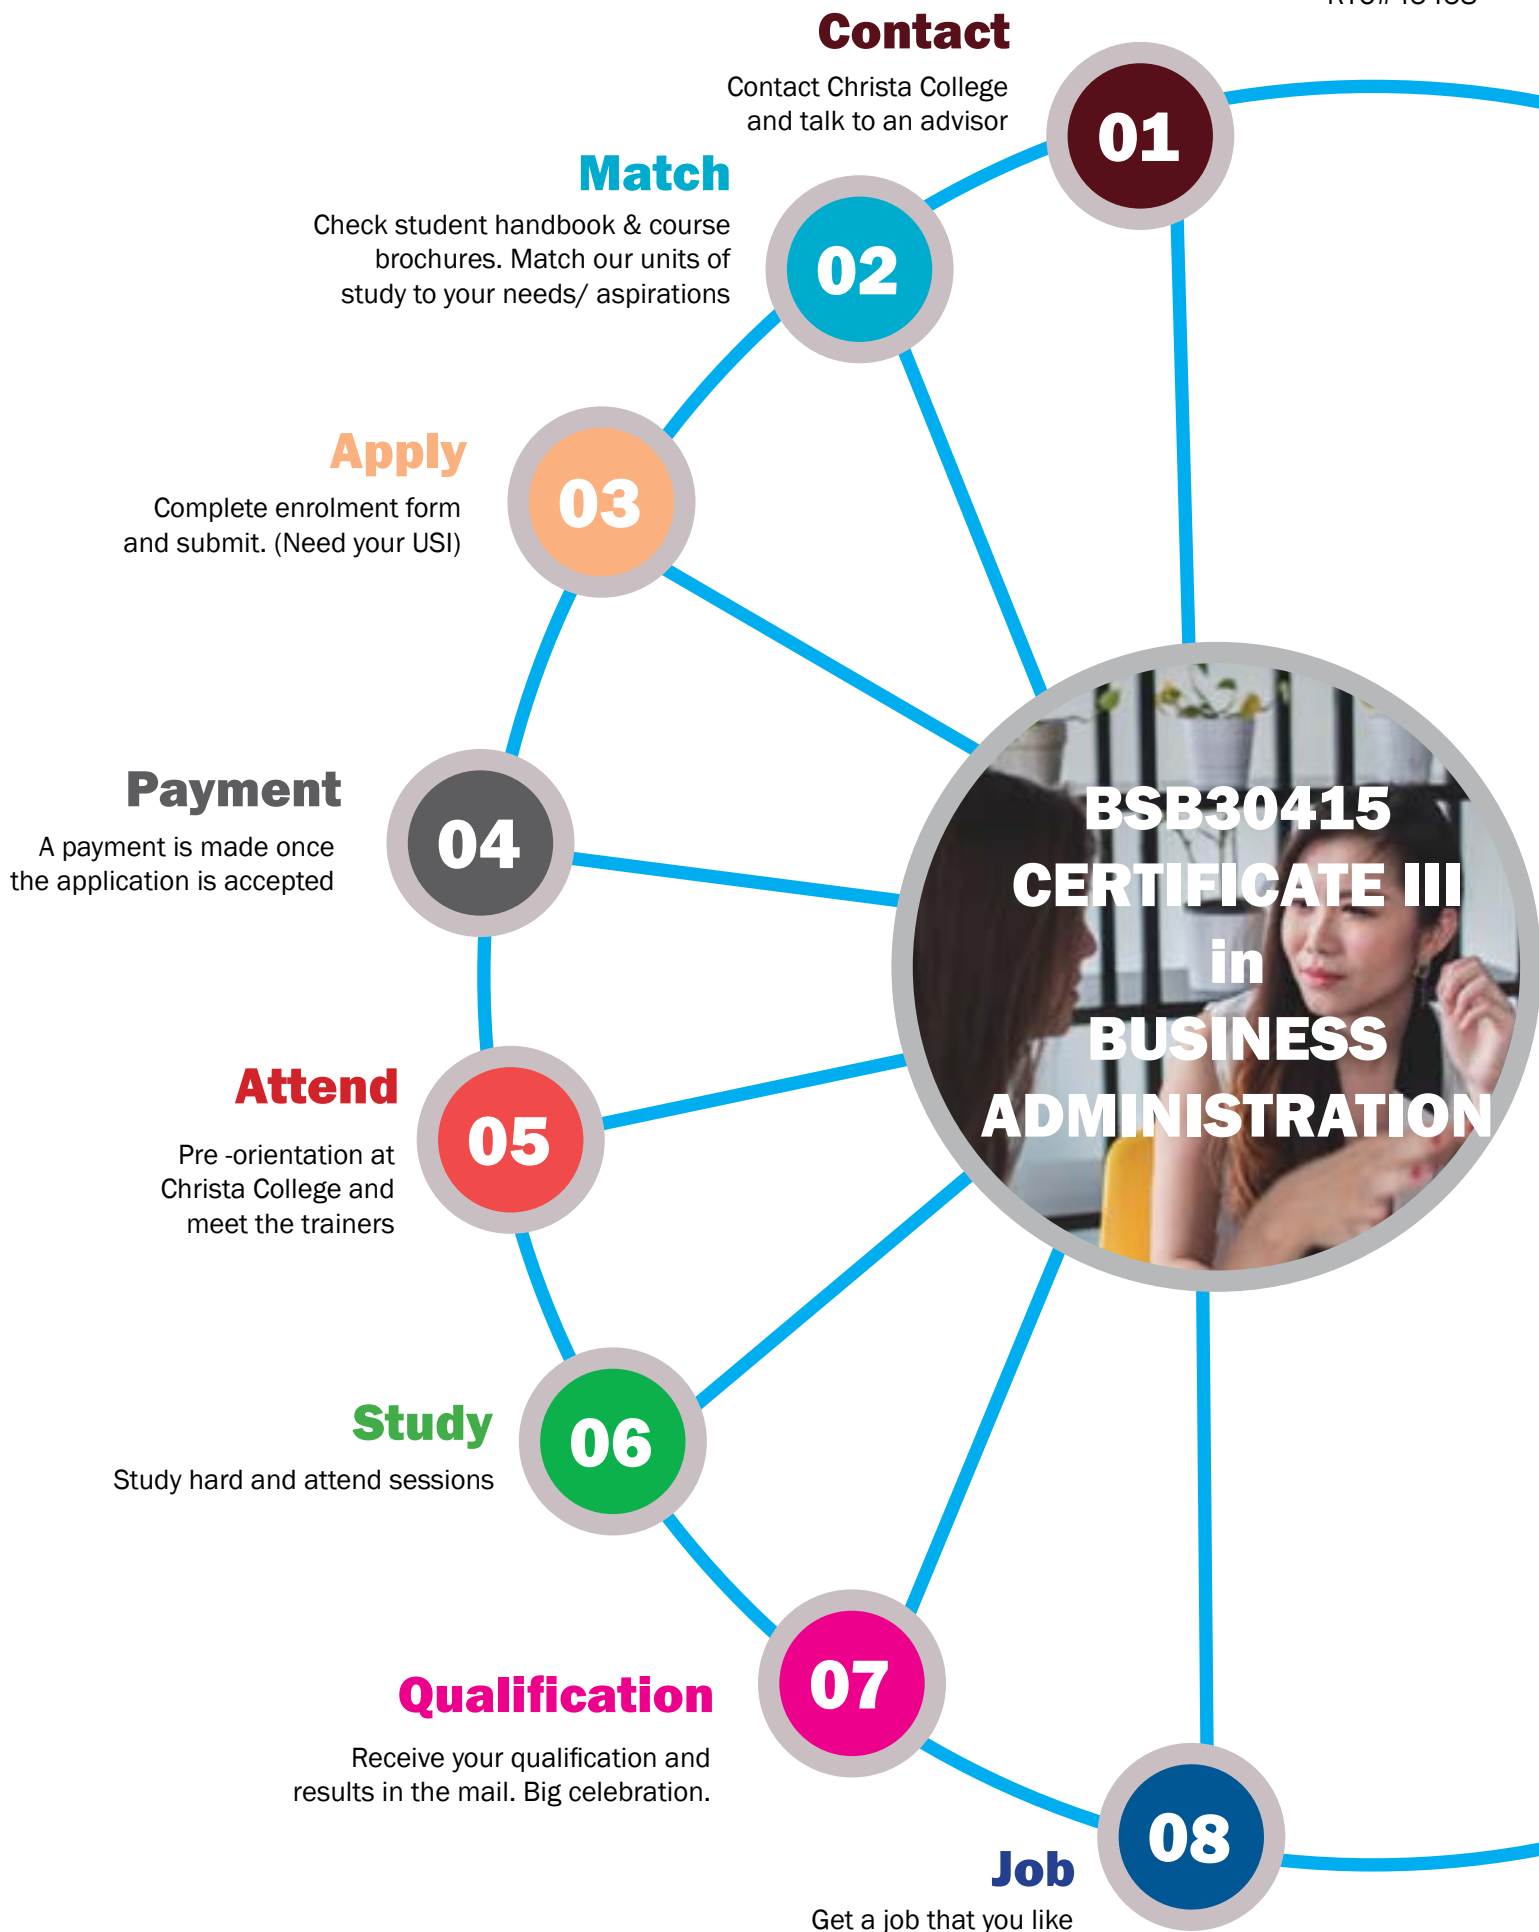 Contact
Contact Christa College
and talk to an advisor
01
Match
Check student handbook & course
brochures. Match our units of
study to your needs/ aspirations
02
Apply
Complete enrolment form
and submit. (Need your USI)
03
Payment
A payment is made once
the application is accepted
04
BSB30415
CERTIFICATE III
in
BUSINESS
ADMINISTRATION
Attend
Pre -orientation at
Christa College and
meet the trainers
05
Study
Study hard and attend sessions
06
Qualification
Receive your qualification and
results in the mail. Big celebration.
07
Job
Get a job that you like
08